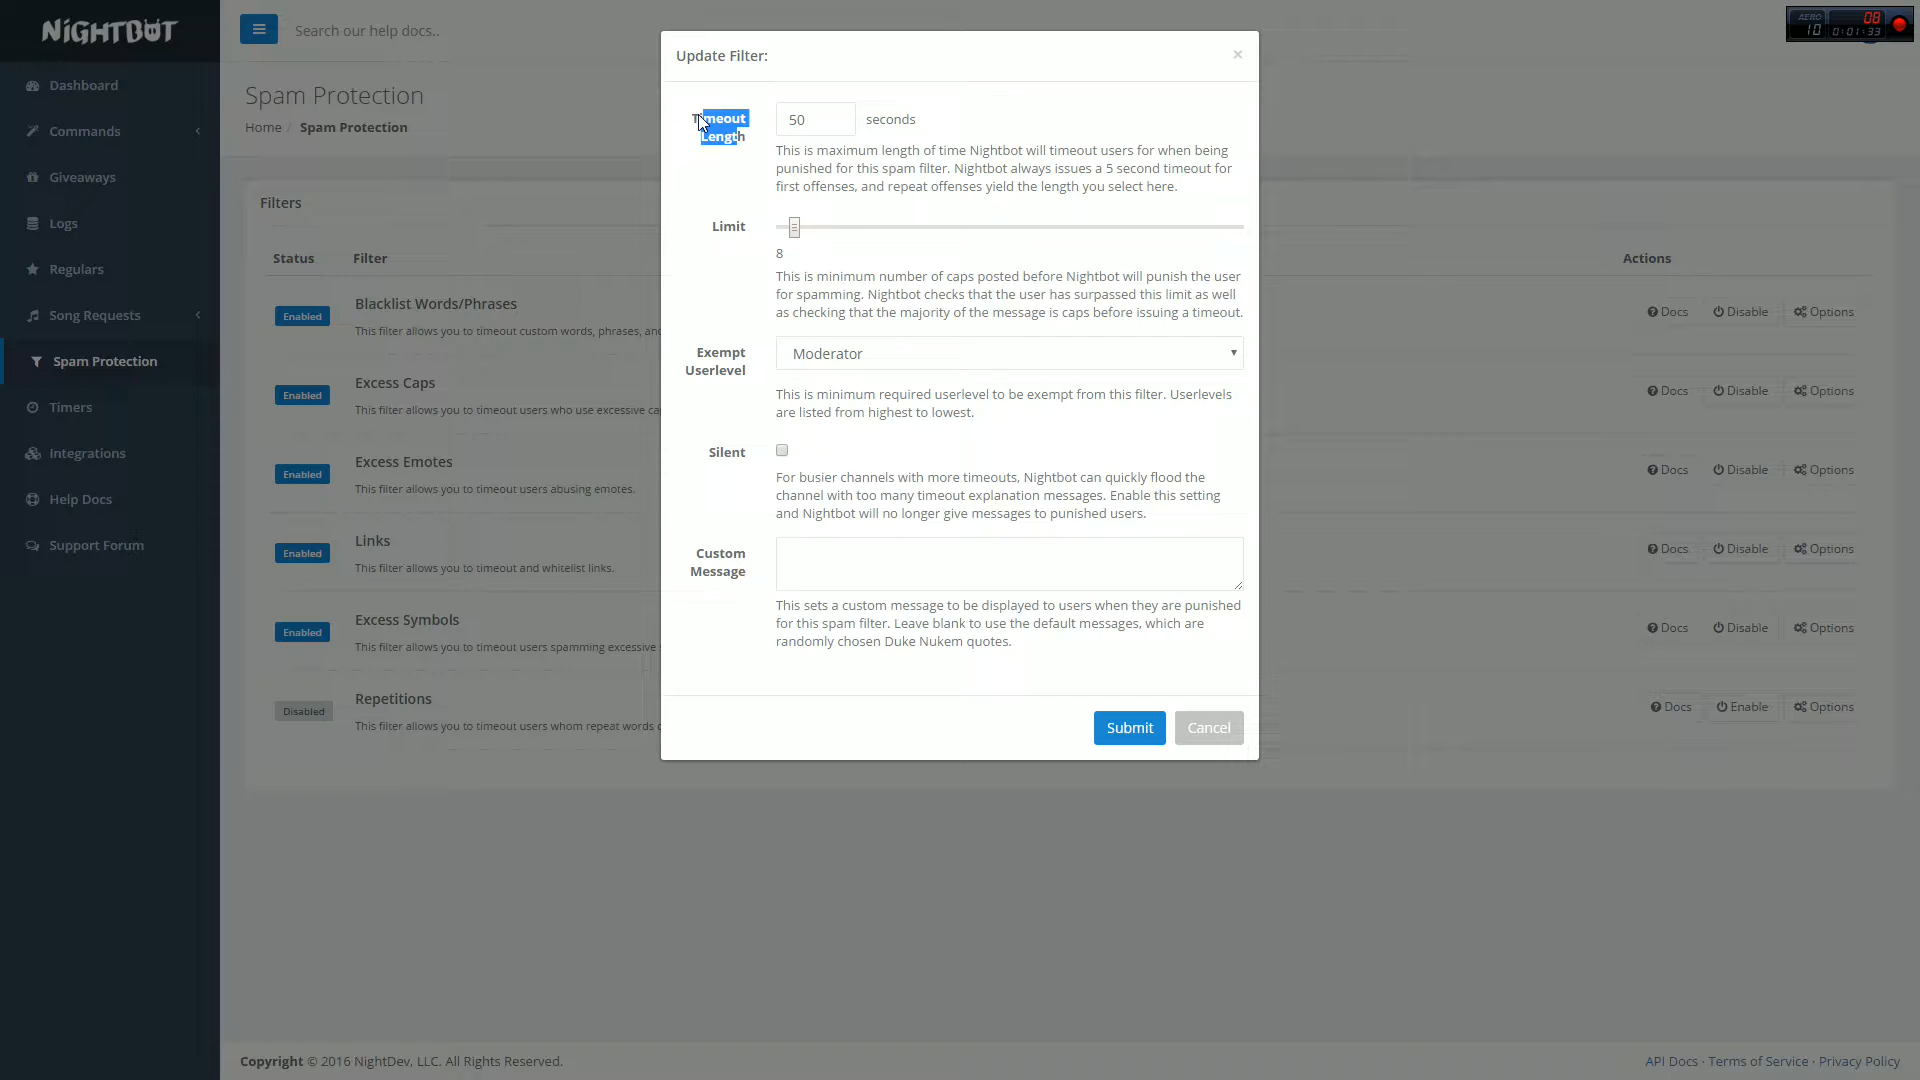 NIGHTBOT
Search our help docs..
AERO
10
08
0:01:33
Dashboard
Commands
Giveaways
Logs
Regulars
Song Requests
Spam Protection
Timers
Integrations
Help Docs
Support Forum
Spam Protection
Home / Spam Protection
Filters
Status Filter Actions
Enabled
Blacklist Words/Phrases
This filter allows you to timeout custom words, phrases, and
Docs Disable Options
Enabled
Excess Caps
This filter allows you to timeout users who use excessive ca
Docs Disable Options
Enabled
Excess Emotes
This filter allows you to timeout users abusing emotes.
Docs Disable Options
Enabled
Links
This filter allows you to timeout and whitelist links.
Docs Disable Options
Enabled
Excess Symbols
This filter allows you to timeout users spamming excessive
Docs Disable Options
Disabled
Repetitions
This filter allows you to timeout users whom repeat words
Docs Enable Options
Update Filter:
×
Timeout
Length
50 seconds
This is maximum length of time Nightbot will timeout users for when being
punished for this spam filter. Nightbot always issues a 5 second timeout for
first offenses, and repeat offenses yield the length you select here.
Limit
8
This is minimum number of caps posted before Nightbot will punish the user
for spamming. Nightbot checks that the user has surpassed this limit as well
as checking that the majority of the message is caps before issuing a timeout.
Exempt
Userlevel
Moderator
This is minimum required userlevel to be exempt from this filter. Userlevels
are listed from highest to lowest.
Silent
For busier channels with more timeouts, Nightbot can quickly flood the
channel with too many timeout explanation messages. Enable this setting
and Nightbot will no longer give messages to punished users.
Custom
Message
This sets a custom message to be displayed to users when they are punished
for this spam filter. Leave blank to use the default messages, which are
randomly chosen Duke Nukem quotes.
Submit Cancel
Copyright © 2016 NightDev, LLC. All Rights Reserved.
API Docs · Terms of Service · Privacy Policy